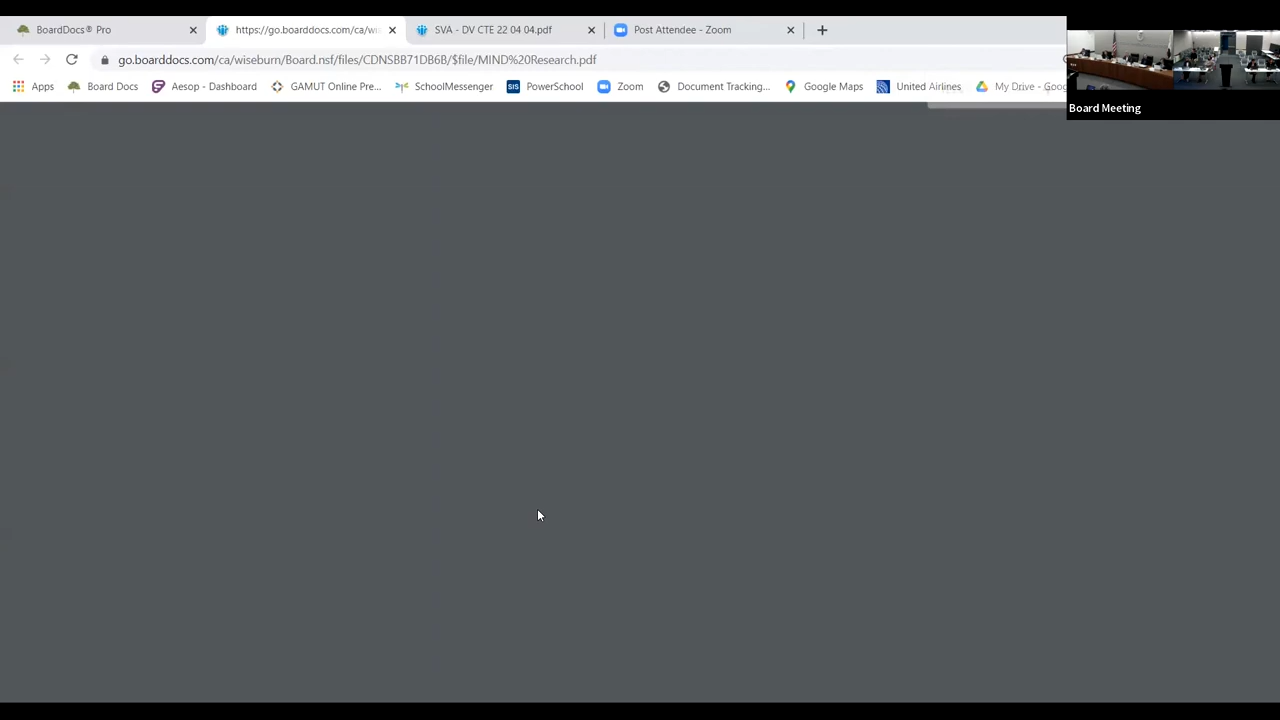 BoardDocs® Pro
https://go.boarddocs.com/ca/wi
SVA - DV CTE 22 04 04.pdf
Post Attendee - Zoom
go.boarddocs.com/ca/wiseburn/Board.nsf/files/CDNSBB71DB6B/$file/MIND%20Research.pdf
Apps
Board Docs
Aesop - Dashboard
GAMUT Online Pre...
SchoolMessenger
SIS
PowerSchool
Zoom
Document Tracking...
Google Maps
United Airlines
My Drive - Goog
Board Meeting